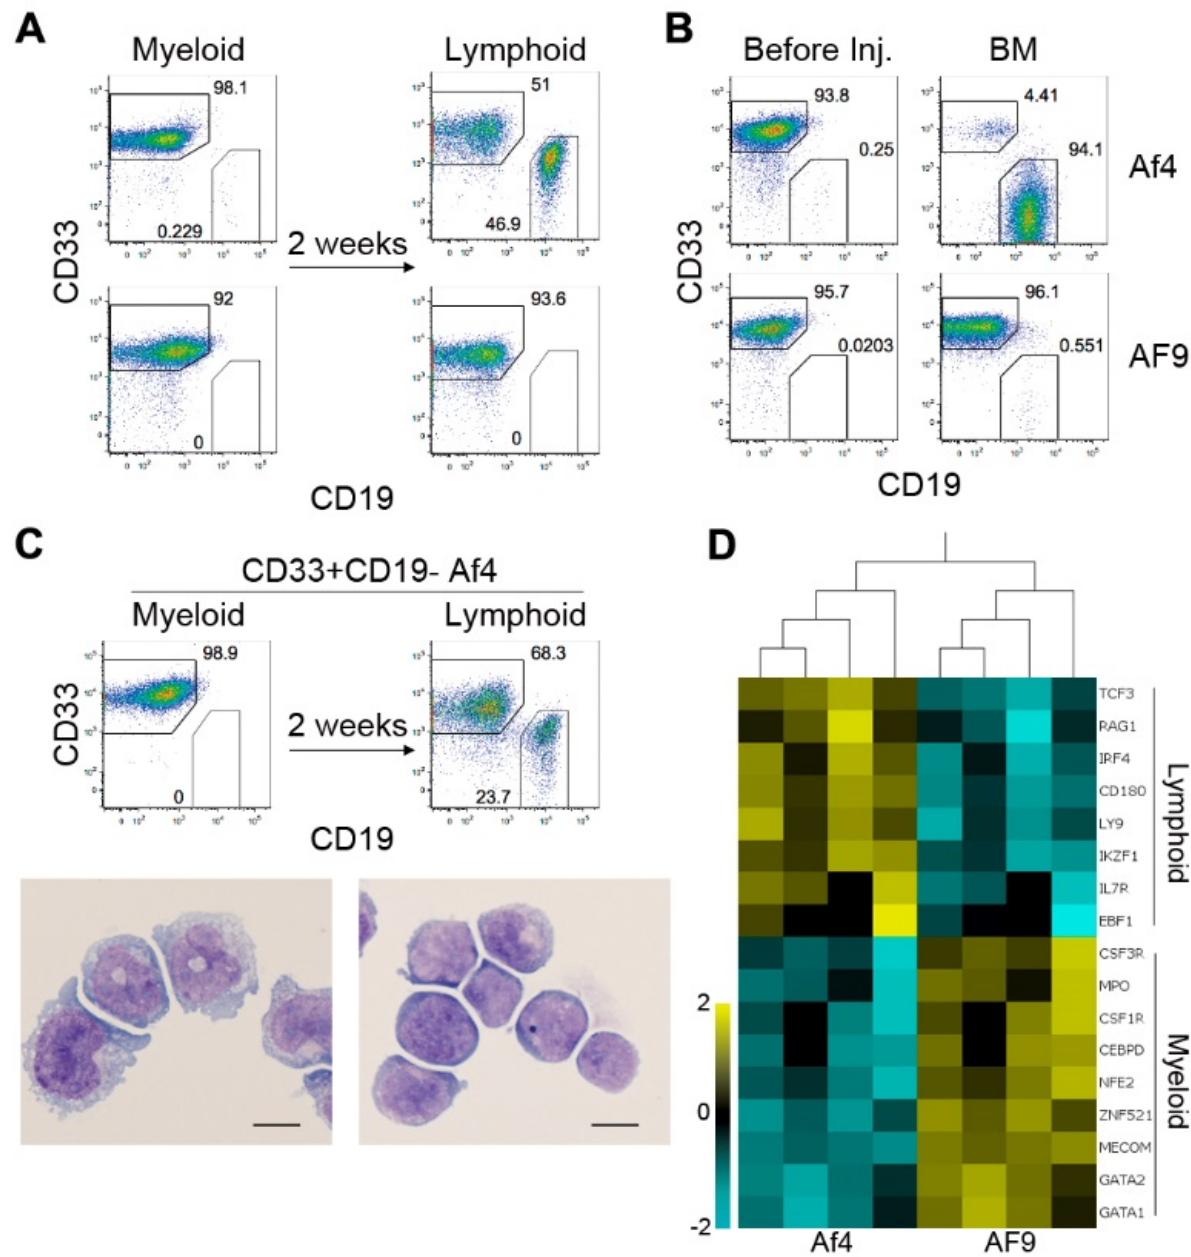 A
Myeloid
Lymphoid
98.1
0.229
51
46.9
2 weeks
92
0
93.6
0
CD33
CD19
B
Before Inj.
BM
93.8
0.25
4.41
94.1
Af4
95.7
0.0203
96.1
0.551
AF9
CD33
CD19
C
CD33+CD19- Af4
Myeloid
Lymphoid
98.9
0
2 weeks
68.3
23.7
CD33
CD19
D
TCF3
RAG1
IRF4
CD180
LY9
IKZF1
IL7R
EBF1
CSF3R
MPO
CSF1R
CEBPD
NFE2
ZNF521
MECOM
GATA2
GATA1
Lymphoid
Myeloid
2
0
-2
Af4
AF9